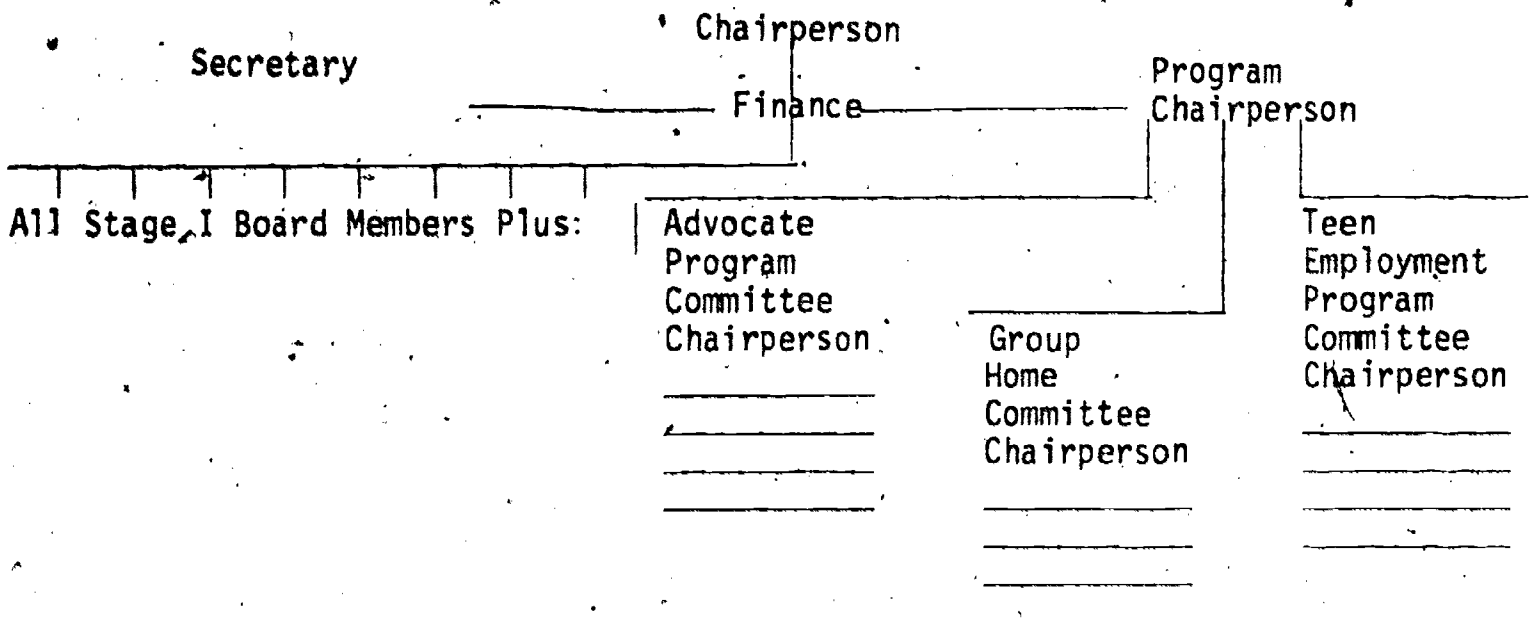 Chairperson
Secretary
Finance
Program
Chairperson
All Stage I Board Members Plus:
Advocate
Program
Committee
Chairperson
Group
Home
Committee
Chairperson
Teen
Employment
Program
Committee
Chairperson